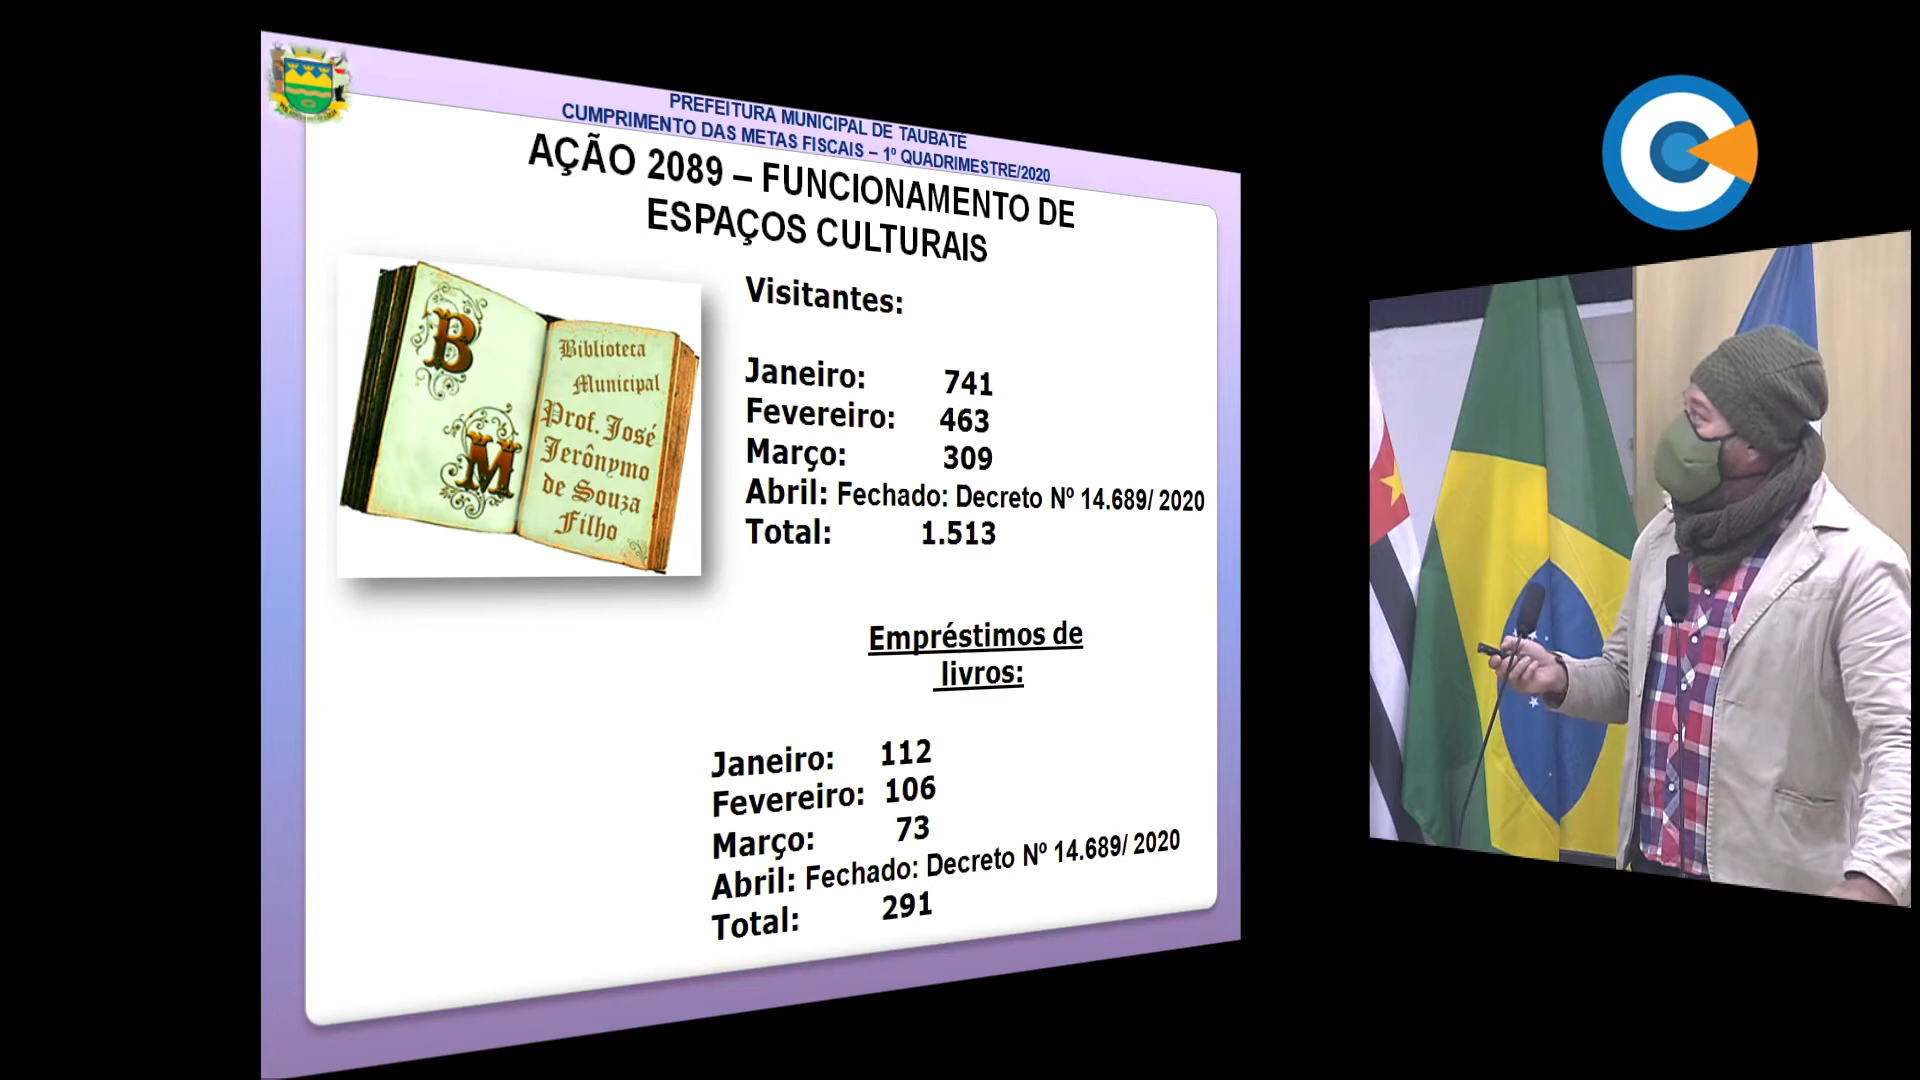 PREFEITURA MUNICIPAL DE TAUBATÉ
CUMPRIMENTO DAS METAS FISCAIS – 1º QUADRIMESTRE/2020
AÇÃO 2089 – FUNCIONAMENTO DE
ESPAÇOS CULTURAIS
B
M
Biblioteca
Municipal
Prof. José
Jerônymo
de Souza
Filho
Visitantes:
Janeiro: 741
Fevereiro: 463
Março: 309
Abril: Fechado: Decreto Nº 14.689/ 2020
Total: 1.513
Empréstimos de
livros:
Janeiro: 112
Fevereiro: 106
Março: 73
Abril: Fechado: Decreto Nº 14.689/ 2020
Total: 291